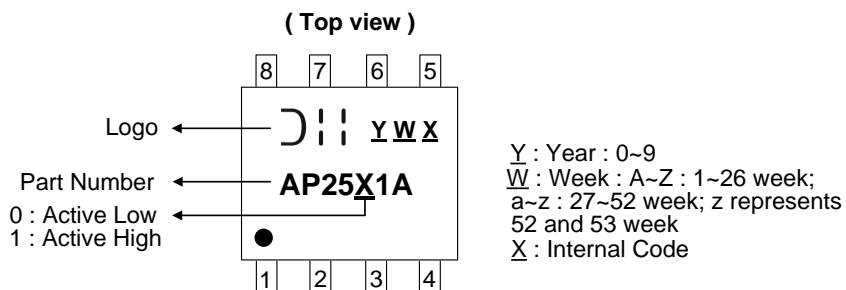 ( Top view )
8 7 6 5
Logo
Y W X
Part Number
AP25X1A
0 : Active Low
1 : Active High
1 2 3 4
Y : Year : 0~9
W : Week : A~Z : 1~26 week;
a~z : 27~52 week; z represents
52 and 53 week
X : Internal Code